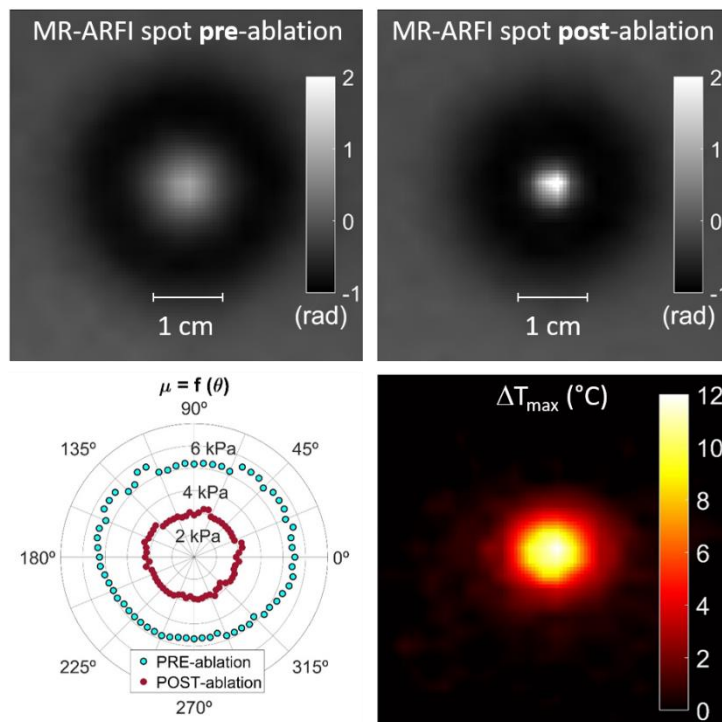 MR-ARFI spot pre-ablation
2
1
0
-1
(rad)
1 cm
MR-ARFI spot post-ablation
2
1
0
-1
(rad)
1 cm
μ = f (θ)
90º
135º
45º
6 kPa
4 kPa
2 kPa
180º
0º
225º
315º
270º
PRE-ablation
POST-ablation
ΔTmax (°C)
12
10
8
6
4
2
0